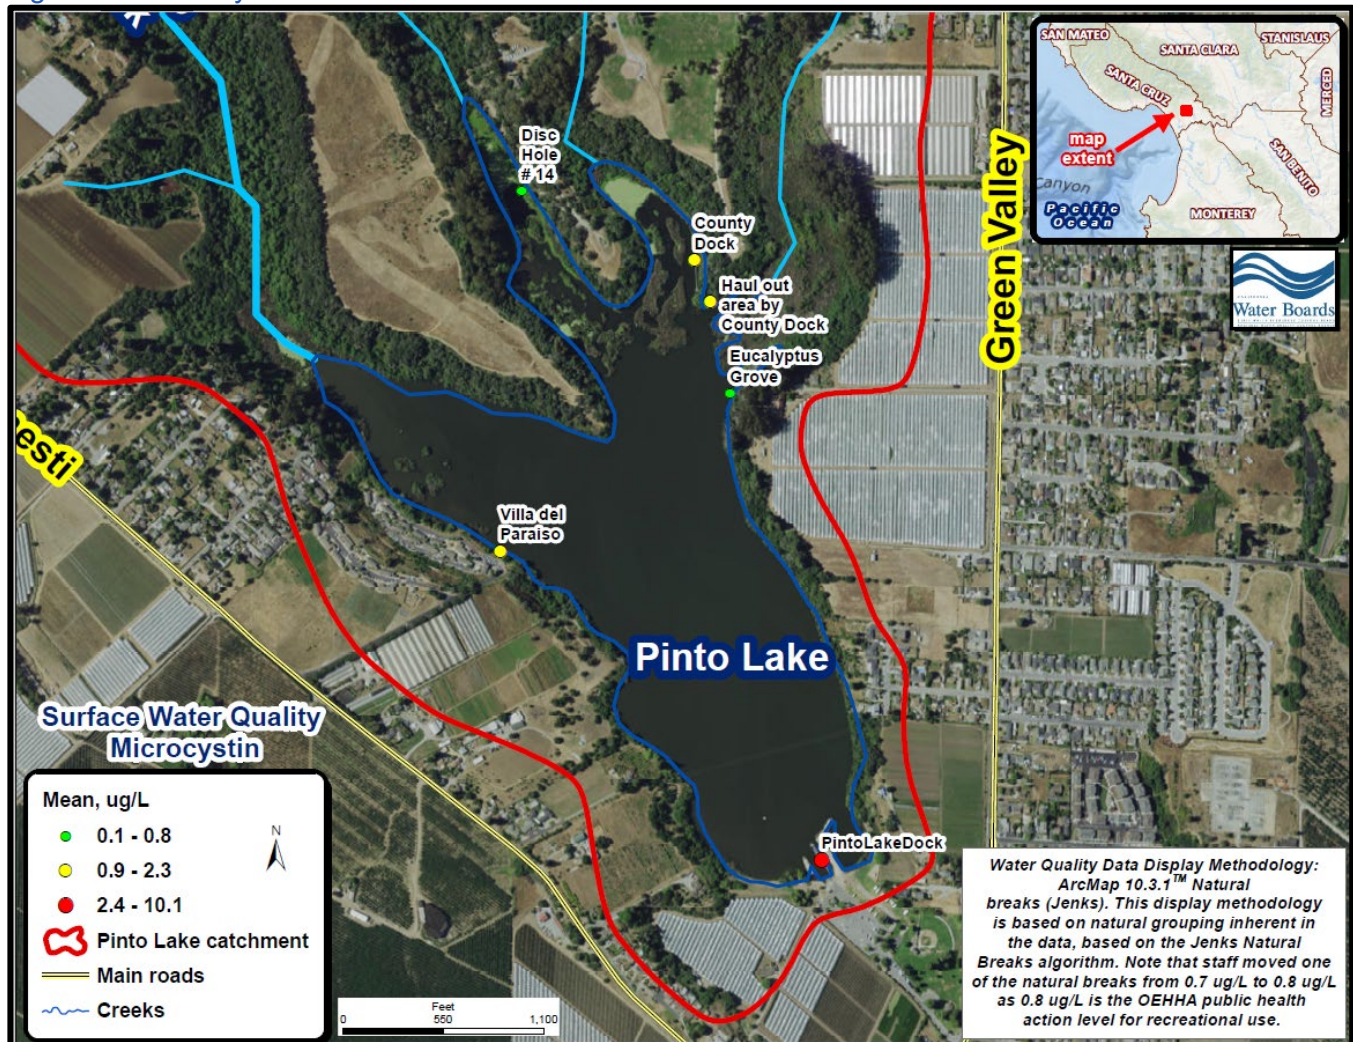 Disc
Hole
# 14
County
Dock
Haul out
area by
County Dock
Eucalyptus
Grove
Villa del
Paraiso
Pinto Lake
PintoLakeDock
Green Valley
esti
SAN MATEO
SANTA CLARA
STANISLAUS
SANTA CRUZ
MERCED
map
extent
SAN BENITO
Canyon
Pacific
Ocean
MONTEREY
Water Boards
Surface Water Quality
Microcystin
Mean, ug/L
0.1 - 0.8
0.9 - 2.3
2.4 - 10.1
N
Pinto Lake catchment
Main roads
Creeks
Feet
0 550 1,100
Water Quality Data Display Methodology:
ArcMap 10.3.1™ Natural
breaks (Jenks). This display methodology
is based on natural grouping inherent in
the data, based on the Jenks Natural
Breaks algorithm. Note that staff moved one
of the natural breaks from 0.7 ug/L to 0.8 ug/L
as 0.8 ug/L is the OEHHA public health
action level for recreational use.